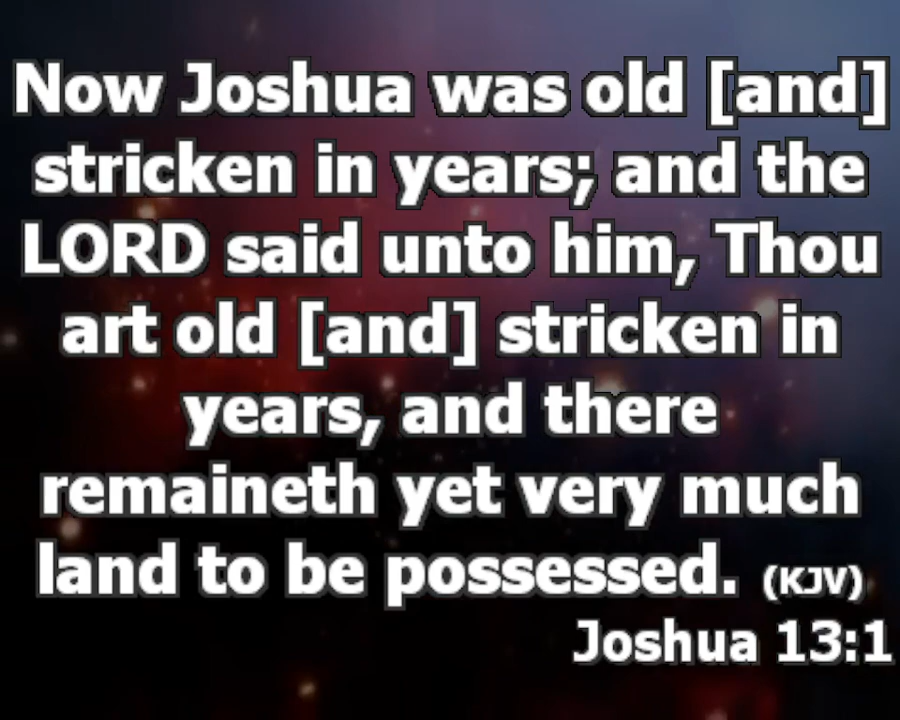 Now Joshua was old [and]
stricken in years; and the
LORD said unto him, Thou
art old [and] stricken in
years, and there
remaineth yet very much
land to be possessed. (KJV)
Joshua 13:1